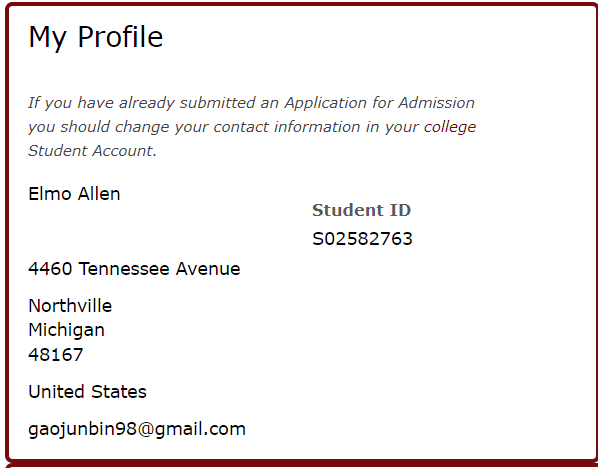 My Profile
If you have already submitted an Application for Admission
you should change your contact information in your college
Student Account.
Elmo Allen
Student ID
S02582763
4460 Tennessee Avenue
Northville
Michigan
48167
United States
gaojunbin98@gmail.com